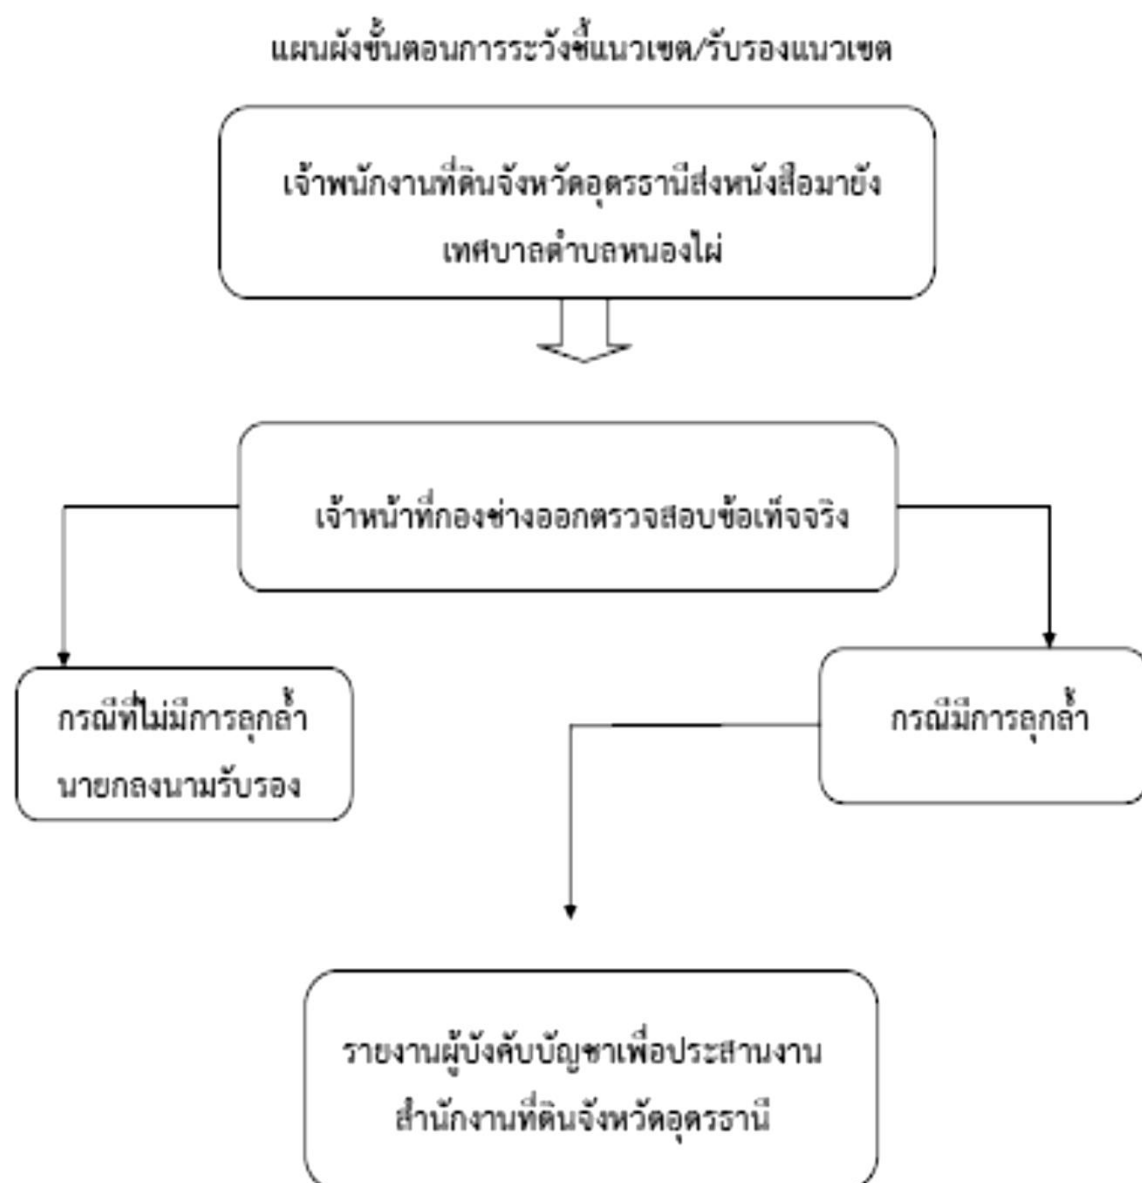 แผนผังขั้นตอนการระวังชี้แนวเขต/รับรองแนวเขต
เจ้าพนักงานที่ดินจังหวัดอุดรธานีส่งหนังสือมายัง
เทศบาลตำบลหนองไผ่
เจ้าหน้าที่กองช่างออกตรวจสอบข้อเท็จจริง
กรณีที่ไม่มีการลุกล้ำ
นายกลงนามรับรอง
กรณีมีการลุกล้ำ
รายงานผู้บังคับบัญชาเพื่อประสานงาน
สำนักงานที่ดินจังหวัดอุดรธานี